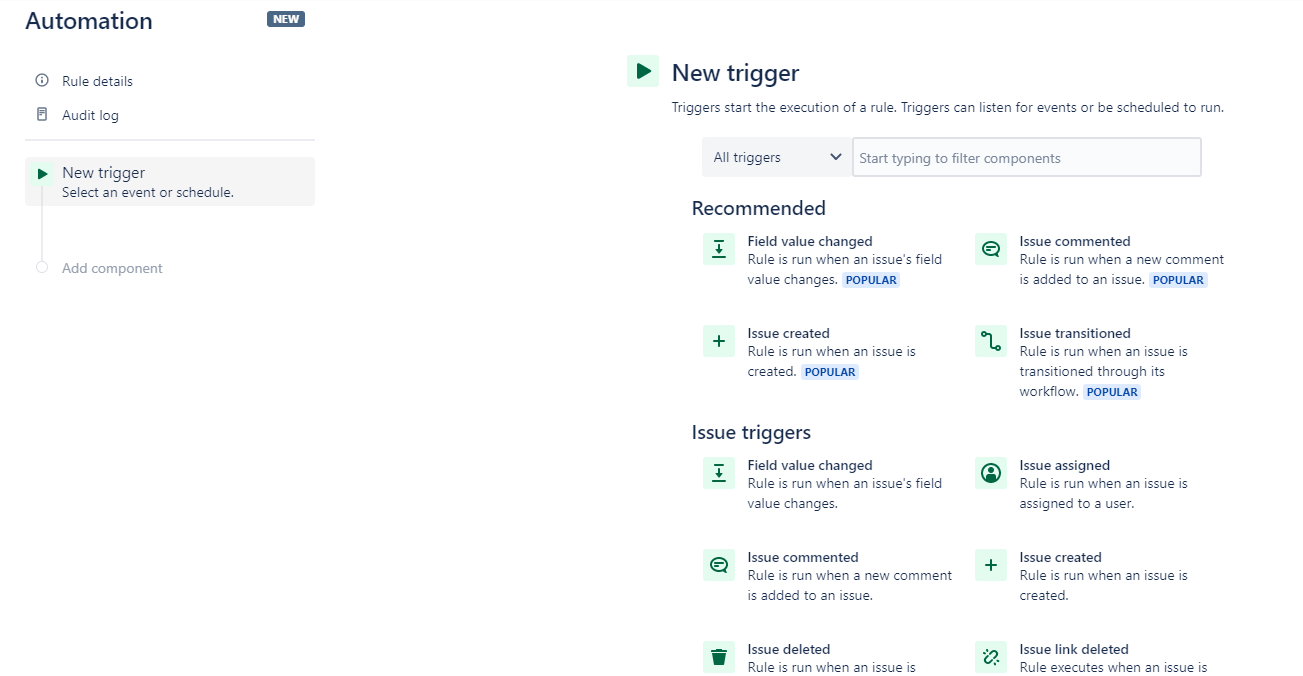 Automation
NEW
Rule details
Audit log
New trigger
Select an event or schedule.
Add component
New trigger
Triggers start the execution of a rule. Triggers can listen for events or be scheduled to run.
All triggers
Start typing to filter components
Recommended
Field value changed
Rule is run when an issue's field
value changes. POPULAR
Issue commented
Rule is run when a new comment
is added to an issue. POPULAR
Issue created
Rule is run when an issue is
created. POPULAR
Issue transitioned
Rule is run when an issue is
transitioned through its
workflow. POPULAR
Issue triggers
Field value changed
Rule is run when an issue's field
value changes.
Issue assigned
Rule is run when an issue is
assigned to a user.
Issue commented
Rule is run when a new comment
is added to an issue.
Issue created
Rule is run when an issue is
created.
Issue deleted
Rule is run when an issue is
Issue link deleted
Rule executes when an issue is